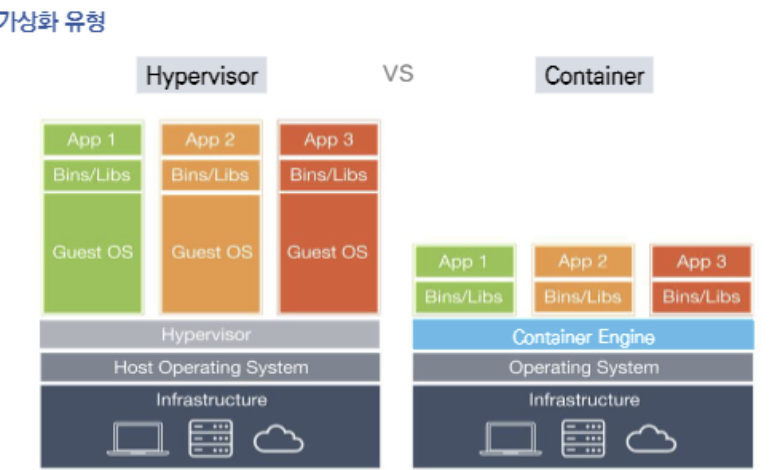 가상화 유형
Hypervisor VS Container
App 1 App 2 App 3
Bins/Libs Bins/Libs Bins/Libs
Guest OS Guest OS Guest OS
Hypervisor
Host Operating System
Infrastructure
App 1 App 2 App 3
Bins/Libs Bins/Libs Bins/Libs
Container Engine
Operating System
Infrastructure